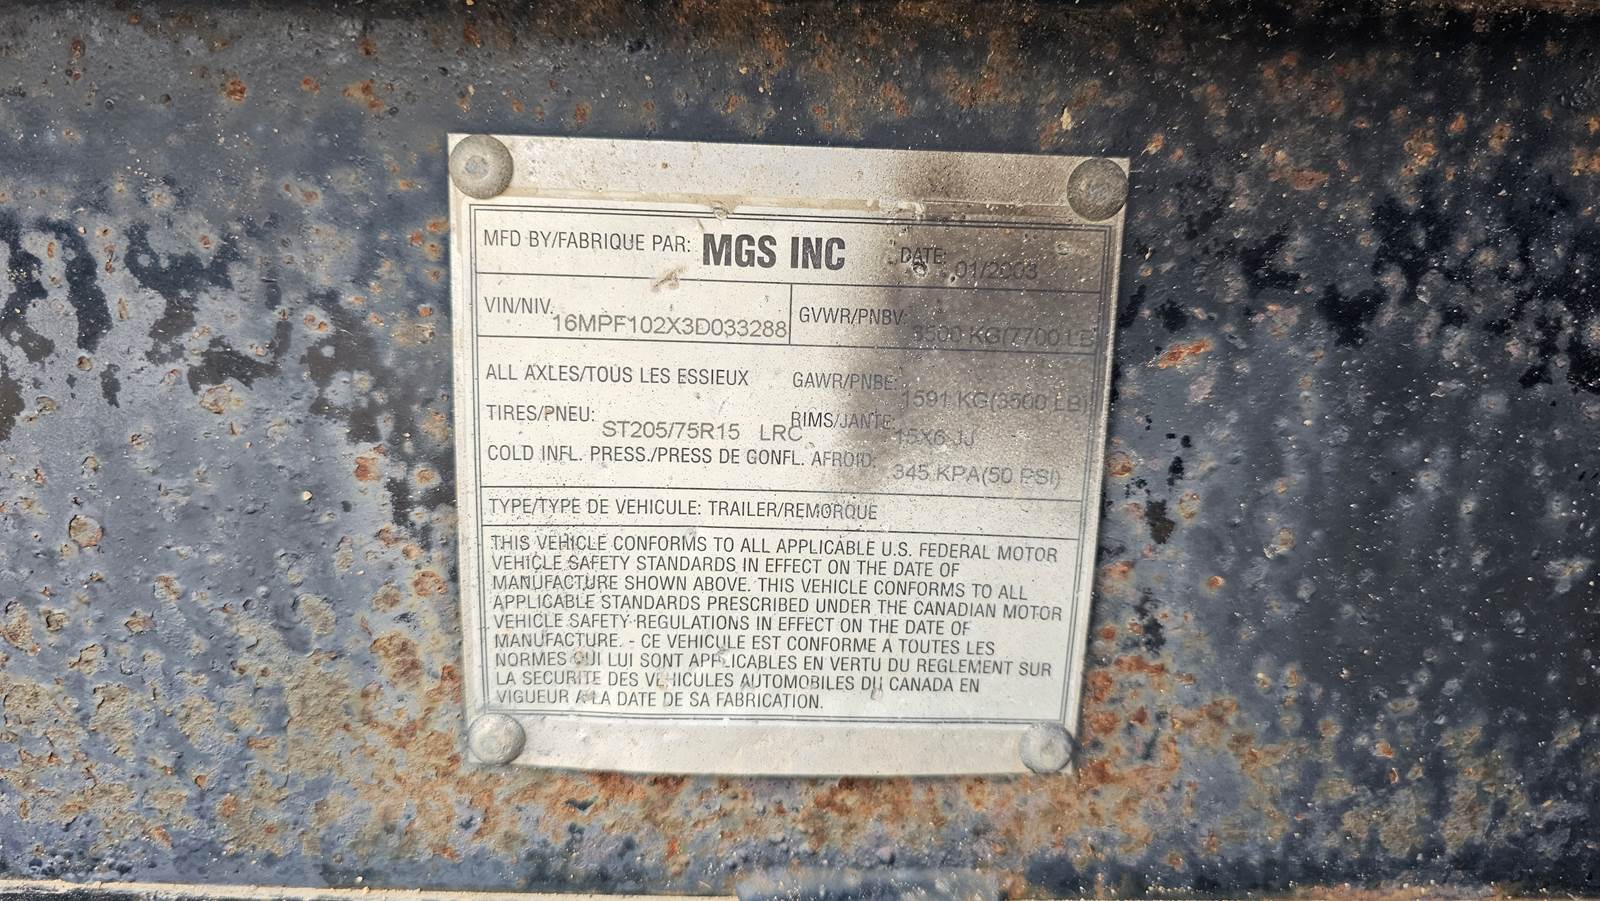 MFD BY/FABRIQUE PAR: MGS INC DATE: 01/2003
VIN/NIV. 16MPF102X3D033288 GVWR/PNBV 3500 KG(7700 LB
ALL AXLES/TOUS LES ESSIEUX GAWR/PNBE: 1591 KG(3500 LB)
TIRES/PNEU: ST205/75R15 LRC RIMS/JANTE: 15X6 JJ
COLD INFL. PRESS./PRESS DE GONFL. AFROID: 345 KPA(50 PSI)
TYPE/TYPE DE VEHICULE: TRAILER/REMORQUE
THIS VEHICLE CONFORMS TO ALL APPLICABLE U.S. FEDERAL MOTOR
VEHICLE SAFETY STANDARDS IN EFFECT ON THE DATE OF
MANUFACTURE SHOWN ABOVE. THIS VEHICLE CONFORMS TO ALL
APPLICABLE STANDARDS PRESCRIBED UNDER THE CANADIAN MOTOR
VEHICLE SAFETY REGULATIONS IN EFFECT ON THE DATE OF
MANUFACTURE. - CE VEHICULE EST CONFORME A TOUTES LES
NORMES QUI LUI SONT APPLICABLES EN VERTU DU REGLEMENT SUR
LA SECURITE DES VEHICULES AUTOMOBILES DU CANADA EN
VIGUEUR A LA DATE DE SA FABRICATION.